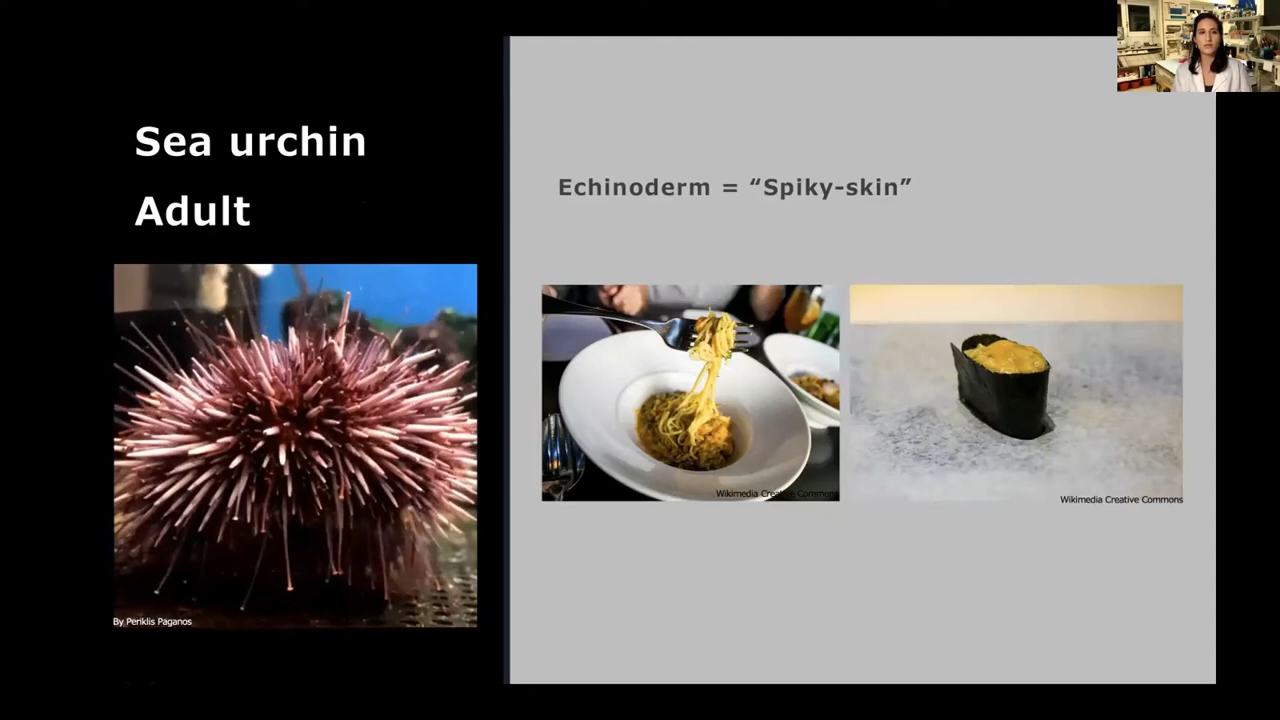 Sea urchin
Adult
By Periklis Paganos
Echinoderm = “Spiky-skin”
Wikimedia Creative Commons
Wikimedia Creative Commons